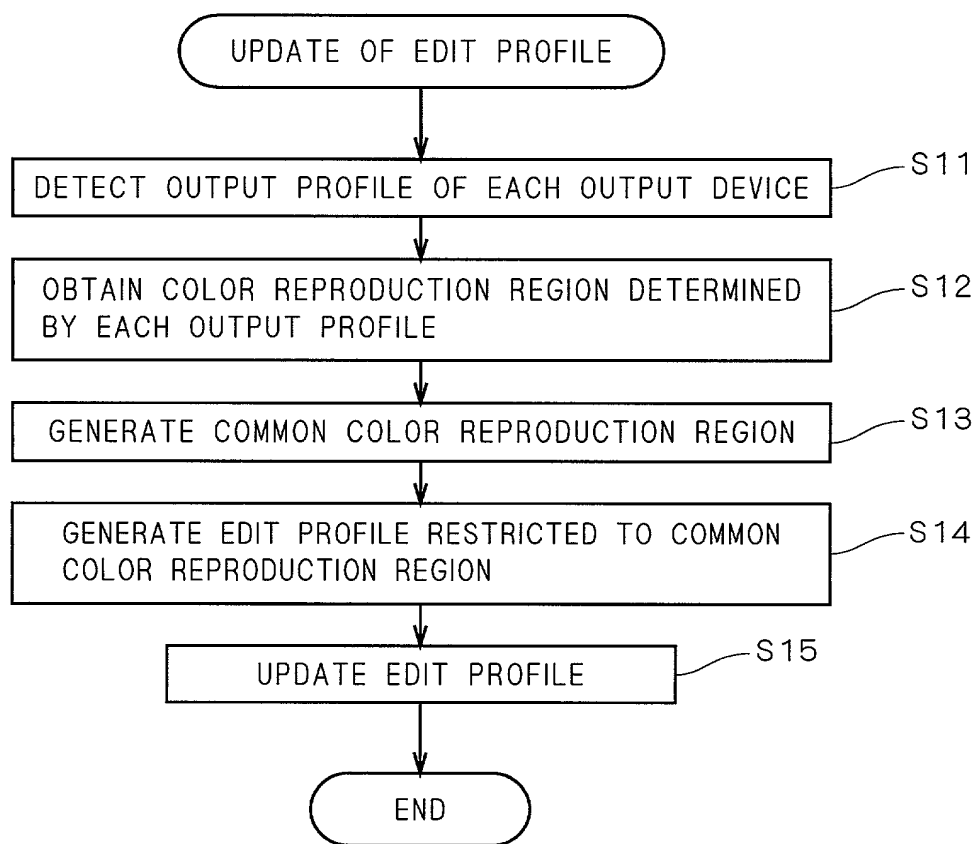 UPDATE OF EDIT PROFILE
DETECT OUTPUT PROFILE OF EACH OUTPUT DEVICE
S11
OBTAIN COLOR REPRODUCTION REGION DETERMINED
BY EACH OUTPUT PROFILE
S12
GENERATE COMMON COLOR REPRODUCTION REGION
S13
GENERATE EDIT PROFILE RESTRICTED TO COMMON
COLOR REPRODUCTION REGION
S14
UPDATE EDIT PROFILE
S15
END